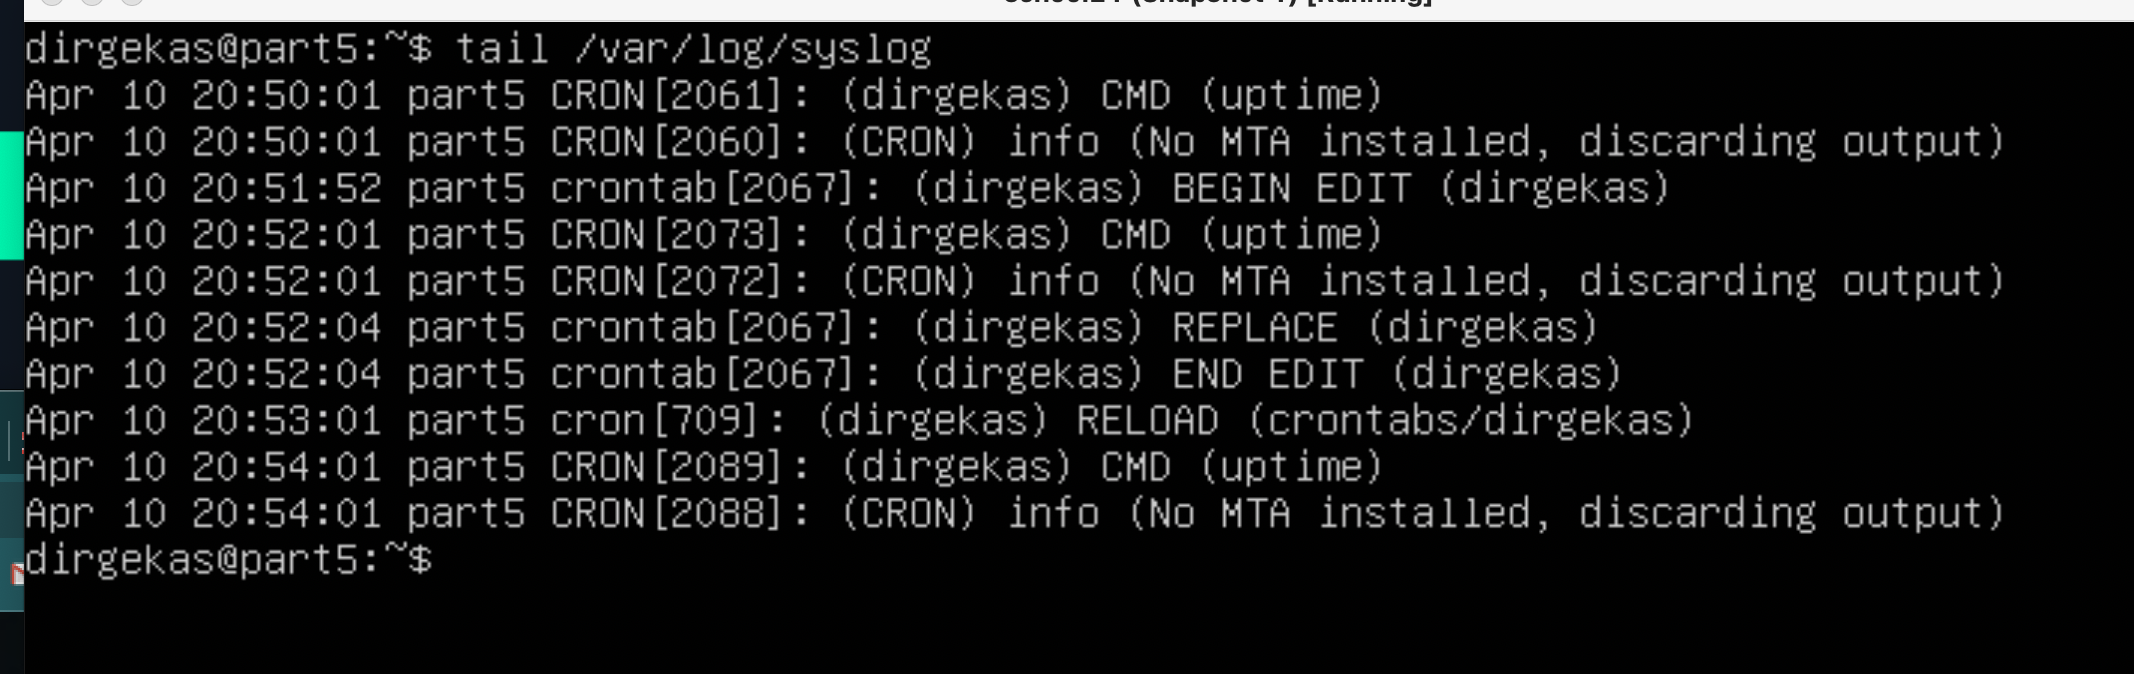 dirgekas@part5:~$ tail /var/log/syslog
Apr 10 20:50:01 part5 CRON[2061]: (dirgekas) CMD (uptime)
Apr 10 20:50:01 part5 CRON[2060]: (CRON) info (No MTA installed, discarding output)
Apr 10 20:51:52 part5 crontab[2067]: (dirgekas) BEGIN EDIT (dirgekas)
Apr 10 20:52:01 part5 CRON[2073]: (dirgekas) CMD (uptime)
Apr 10 20:52:01 part5 CRON[2072]: (CRON) info (No MTA installed, discarding output)
Apr 10 20:52:04 part5 crontab[2067]: (dirgekas) REPLACE (dirgekas)
Apr 10 20:52:04 part5 crontab[2067]: (dirgekas) END EDIT (dirgekas)
Apr 10 20:53:01 part5 cron[709]: (dirgekas) RELOAD (crontabs/dirgekas)
Apr 10 20:54:01 part5 CRON[2089]: (dirgekas) CMD (uptime)
Apr 10 20:54:01 part5 CRON[2088]: (CRON) info (No MTA installed, discarding output)
dirgekas@part5:~$